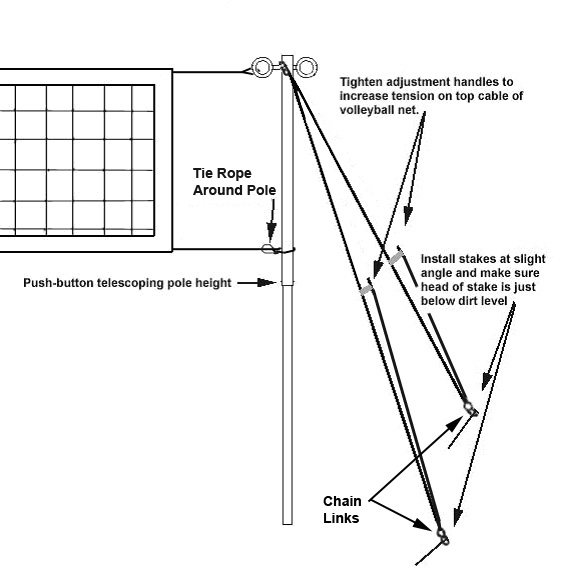 Tighten adjustment handles to
increase tension on top cable of
volleyball net.
Tie Rope
Around Pole
Install stakes at slight
angle and make sure
head of stake is just
below dirt level
Push-button telescoping pole height
Chain
Links